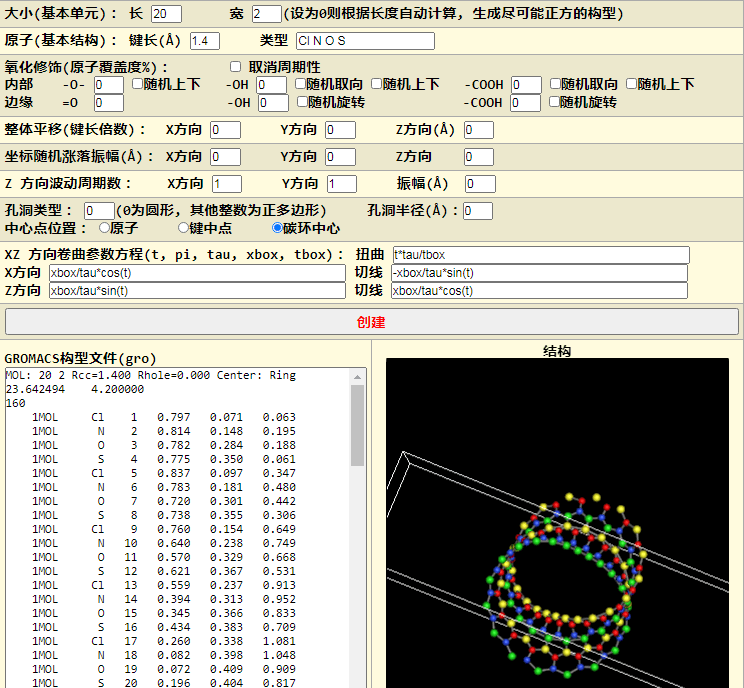 大小(基本单元): 长 20 宽 2 (设为0则根据长度自动计算, 生成尽可能正方的构型)
原子(基本结构): 键长(Å) 1.4 类型 Cl N O S
氧化修饰(原子覆盖度%): 取消周期性
内部 -O- 0 随机上下 -OH 0 随机取向 随机上下 -COOH 0 随机取向 随机上下
边缘 =O 0 -OH 0 随机旋转 -COOH 0 随机旋转
整体平移(键长倍数): X方向 0 Y方向 0 Z方向(Å) 0
坐标随机涨落振幅(Å): X方向 0 Y方向 0 Z方向 0
Z 方向波动周期数: X方向 1 Y方向 1 振幅(Å) 0
孔洞类型: 0 (0为圆形, 其他整数为正多边形) 孔洞半径(Å): 0
中心点位置: 原子 键中点 碳环中心
XZ 方向卷曲参数方程(t, pi, tau, xbox, tbox): 扭曲 t*tau/tbox
X方向 xbox/tau*cos(t) 切线 -xbox/tau*sin(t)
Z方向 xbox/tau*sin(t) 切线 xbox/tau*cos(t)
创建
GROMACS构型文件(gro)
结构
MOL: 20 2 Rcc=1.400 Rhole=0.000 Center: Ring
23.642494 4.200000
160
1MOL Cl 1 0.797 0.071 0.063
1MOL N 2 0.814 0.148 0.195
1MOL O 3 0.782 0.284 0.188
1MOL S 4 0.775 0.350 0.061
1MOL Cl 5 0.837 0.097 0.347
1MOL N 6 0.783 0.181 0.480
1MOL O 7 0.720 0.301 0.442
1MOL S 8 0.738 0.355 0.306
1MOL Cl 9 0.760 0.154 0.649
1MOL N 10 0.640 0.238 0.749
1MOL O 11 0.570 0.329 0.668
1MOL S 12 0.621 0.367 0.531
1MOL Cl 13 0.559 0.237 0.913
1MOL N 14 0.394 0.313 0.952
1MOL O 15 0.345 0.366 0.833
1MOL S 16 0.434 0.383 0.709
1MOL Cl 17 0.260 0.338 1.081
1MOL N 18 0.082 0.398 1.048
1MOL O 19 0.072 0.409 0.909
1MOL S 20 0.196 0.404 0.817